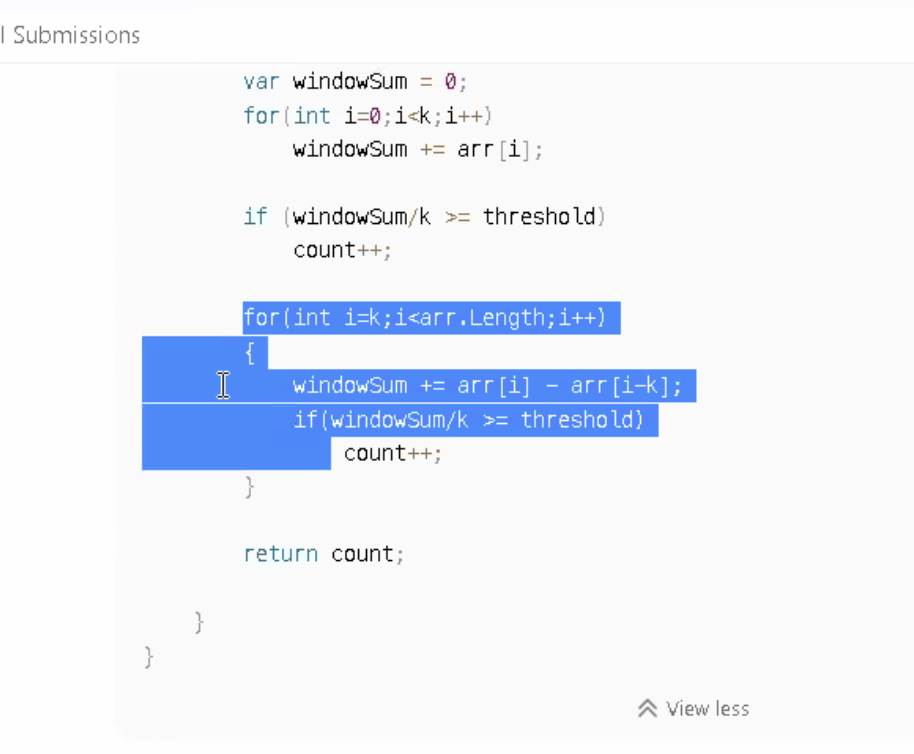 l Submissions
var windowSum = 0;
for(int i=0;i<k;i++)
windowSum += arr[i];
if (windowSum/k >= threshold)
count++;
for(int i=k;i<arr.Length;i++)
{
windowSum += arr[i] - arr[i-k];
if(windowSum/k >= threshold)
count++;
}
return count;
}
}
View less